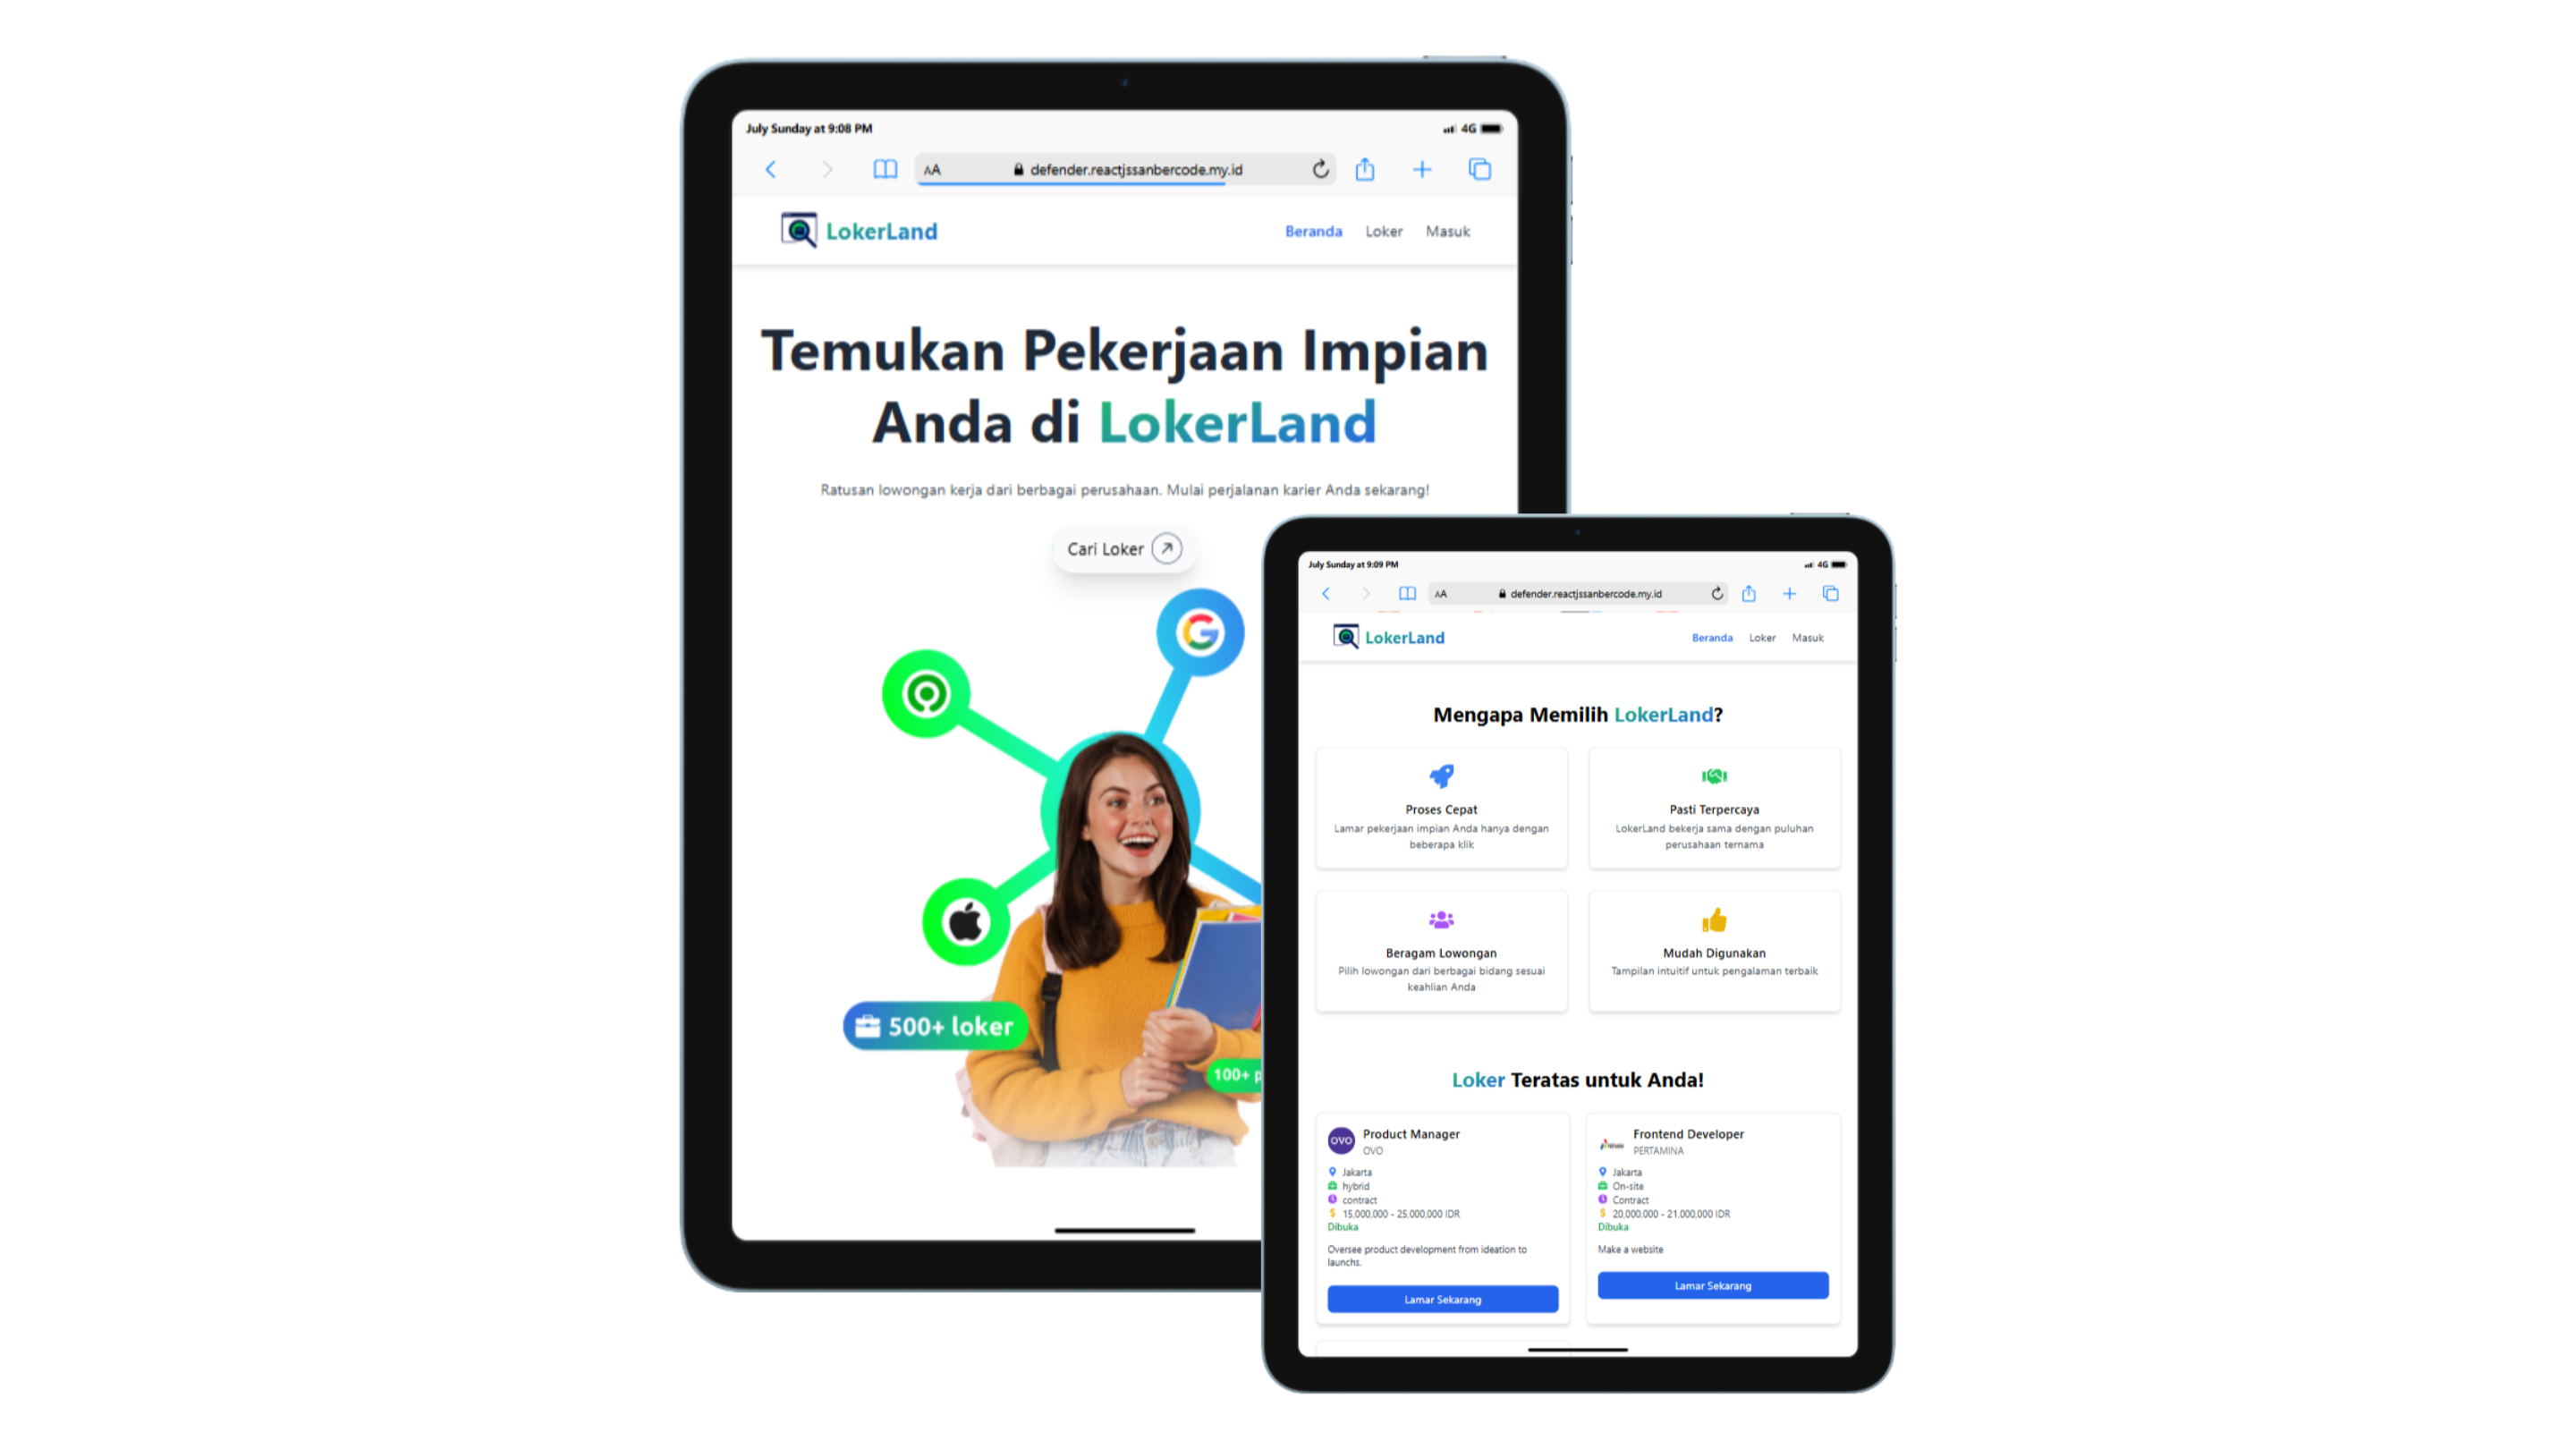 July Sunday at 9:08 PM
4G
AA
defender.reactjssanbercode.my.id
LokerLand
Beranda Loker Masuk
Temukan Pekerjaan Impian
Anda di LokerLand
Ratusan lowongan kerja dari berbagai perusahaan. Mulai perjalanan karier Anda sekarang!
Cari Loker
500+ loker
100+ p
July Sunday at 9:09 PM
4G
AA
defender.reactjssanbercode.my.id
LokerLand
Beranda Loker Masuk
Mengapa Memilih LokerLand?
Proses Cepat
Lamar pekerjaan impian Anda hanya dengan
beberapa klik
Pasti Terpercaya
LokerLand bekerja sama dengan puluhan
perusahaan ternama
Beragam Lowongan
Pilih lowongan dari berbagai bidang sesuai
keahlian Anda
Mudah Digunakan
Tampilan intuitif untuk pengalaman terbaik
Loker Teratas untuk Anda!
OVO
Product Manager
OVO
Jakarta
hybrid
contract
15,000,000 - 25,000,000 IDR
Dibuka
Oversee product development from ideation to
launchs.
Lamar Sekarang
Frontend Developer
PERTAMINA
Jakarta
On-site
Contract
20,000,000 - 21,000,000 IDR
Dibuka
Make a website
Lamar Sekarang